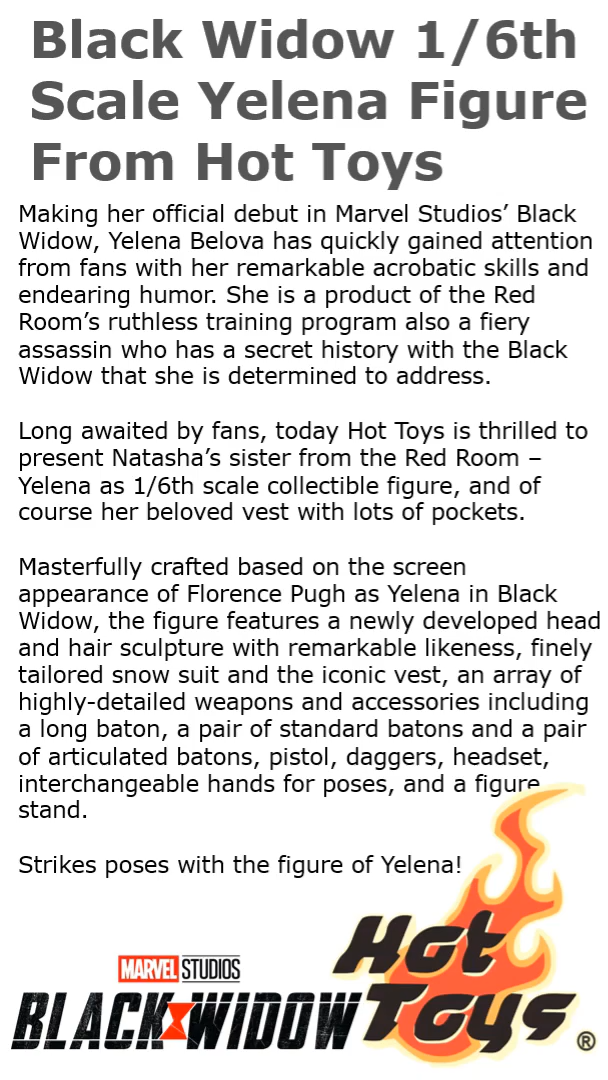 Black Widow 1/6th
Scale Yelena Figure
From Hot Toys
Making her official debut in Marvel Studios’ Black
Widow, Yelena Belova has quickly gained attention
from fans with her remarkable acrobatic skills and
endearing humor. She is a product of the Red
Room’s ruthless training program also a fiery
assassin who has a secret history with the Black
Widow that she is determined to address.
Long awaited by fans, today Hot Toys is thrilled to
present Natasha’s sister from the Red Room –
Yelena as 1/6th scale collectible figure, and of
course her beloved vest with lots of pockets.
Masterfully crafted based on the screen
appearance of Florence Pugh as Yelena in Black
Widow, the figure features a newly developed head
and hair sculpture with remarkable likeness, finely
tailored snow suit and the iconic vest, an array of
highly-detailed weapons and accessories including
a long baton, a pair of standard batons and a pair
of articulated batons, pistol, daggers, headset,
interchangeable hands for poses, and a figure
stand.
Strikes poses with the figure of Yelena!
MARVEL STUDIOS
BLACK WIDOW
Hot
Toys ®